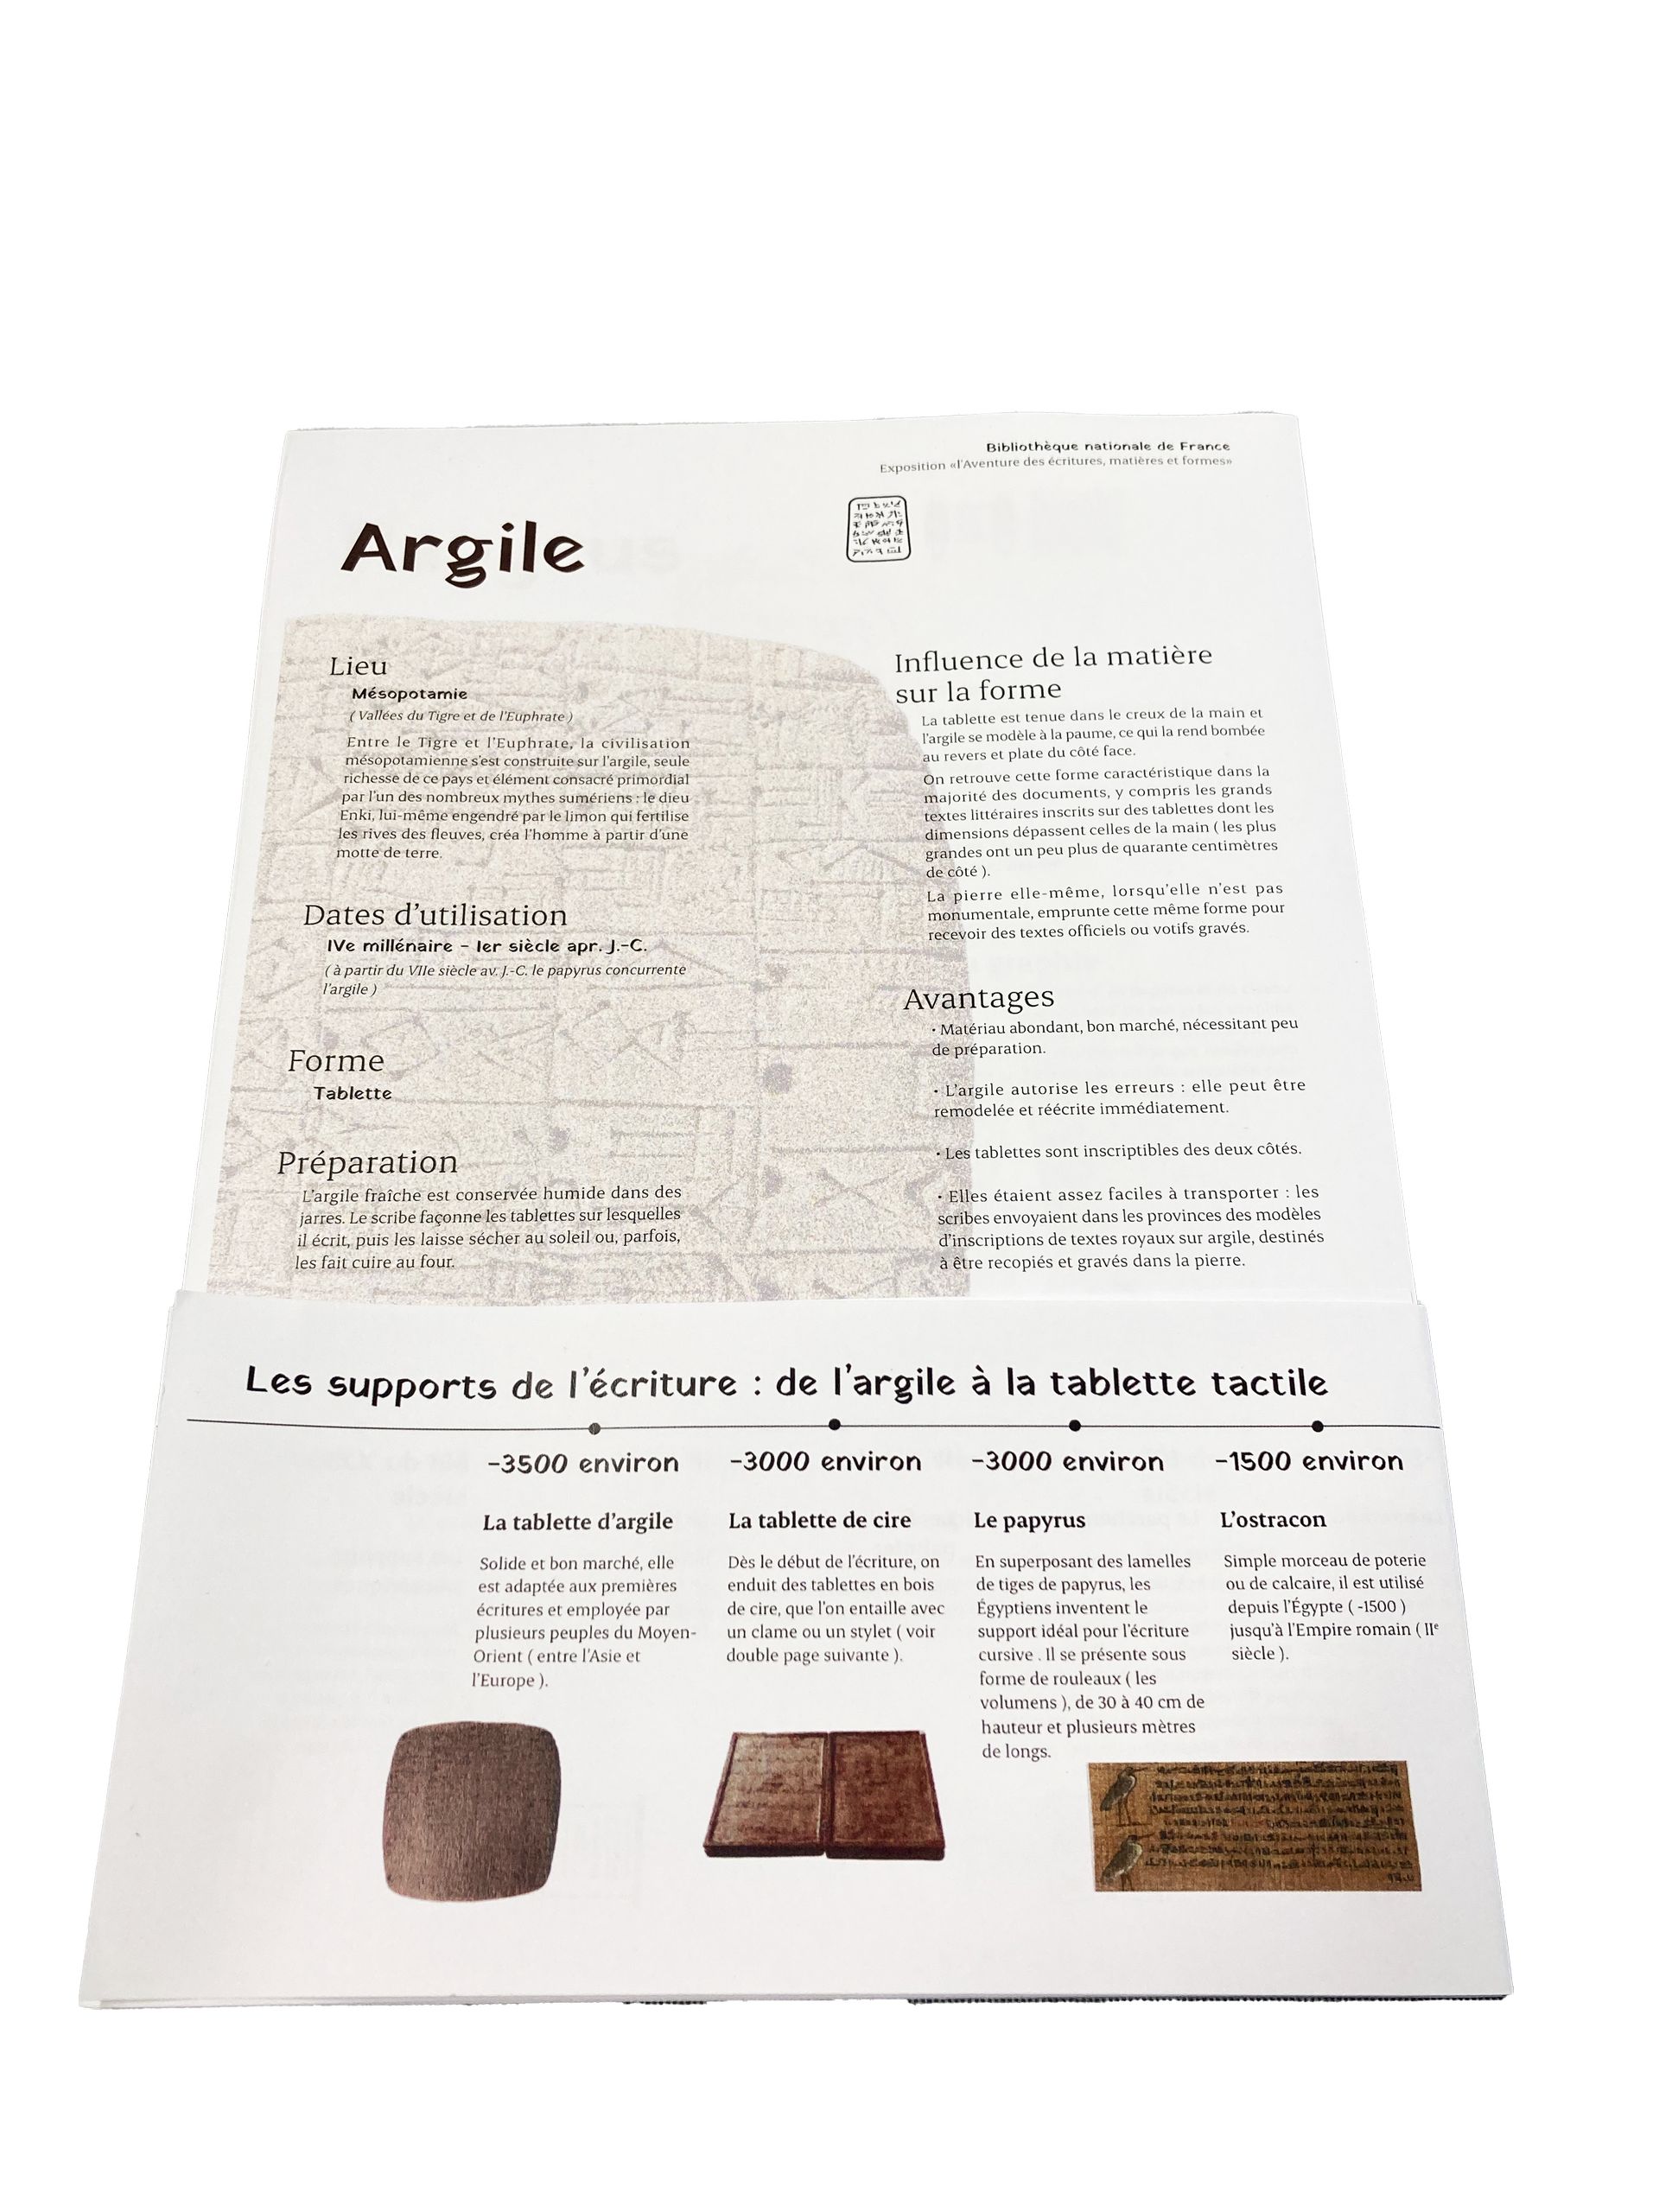 Bibliothèque nationale de France
Exposition «l'Aventure des écritures, matières et formes»
Argile
Lieu
Mésopotamie
( Vallées du Tigre et de l'Euphrate )
Entre le Tigre et l'Euphrate, la civilisation
mésopotamienne s'est construite sur l'argile, seule
richesse de ce pays et élément consacré primordial
par l'un des nombreux mythes sumériens : le dieu
Enki, lui-même engendré par le limon qui fertilise
les rives des fleuves, créa l'homme à partir d'une
motte de terre.
Dates d'utilisation
IVe millénaire - Ier siècle apr. J.-C.
( à partir du VIIe siècle av. J.-C. le papyrus concurrente
l'argile )
Forme
Tablette
Préparation
L'argile fraîche est conservée humide dans des
jarres. Le scribe façonne les tablettes sur lesquelles
il écrit, puis les laisse sécher au soleil ou, parfois,
les fait cuire au four.
Influence de la matière
sur la forme
La tablette est tenue dans le creux de la main et
l'argile se modèle à la paume, ce qui la rend bombée
au revers et plate du côté face.
On retrouve cette forme caractéristique dans la
majorité des documents, y compris les grands
textes littéraires inscrits sur des tablettes dont les
dimensions dépassent celles de la main ( les plus
grandes ont un peu plus de quarante centimètres
de côté ).
La pierre elle-même, lorsqu'elle n'est pas
monumentale, emprunte cette même forme pour
recevoir des textes officiels ou votifs gravés.
Avantages
• Matériau abondant, bon marché, nécessitant peu
de préparation.
• L'argile autorise les erreurs : elle peut être
remodelée et réécrite immédiatement.
• Les tablettes sont inscriptibles des deux côtés.
• Elles étaient assez faciles à transporter : les
scribes envoyaient dans les provinces des modèles
d'inscriptions de textes royaux sur argile, destinés
à être recopiés et gravés dans la pierre.
Les supports de l'écriture : de l'argile à la tablette tactile
-3500 environ
La tablette d'argile
Solide et bon marché, elle
est adaptée aux premières
écritures et employée par
plusieurs peuples du Moyen-
Orient ( entre l'Asie et
l'Europe ).
-3000 environ
La tablette de cire
Dès le début de l'écriture, on
enduit des tablettes en bois
de cire, que l'on entaille avec
un clame ou un stylet ( voir
double page suivante ).
-3000 environ
Le papyrus
En superposant des lamelles
de tiges de papyrus, les
Égyptiens inventent le
support idéal pour l'écriture
cursive . Il se présente sous
forme de rouleaux ( les
volumens ), de 30 à 40 cm de
hauteur et plusieurs mètres
de longs.
-1500 environ
L'ostracon
Simple morceau de poterie
ou de calcaire, il est utilisé
depuis l'Égypte ( -1500 )
jusqu'à l'Empire romain ( IIe
siècle ).